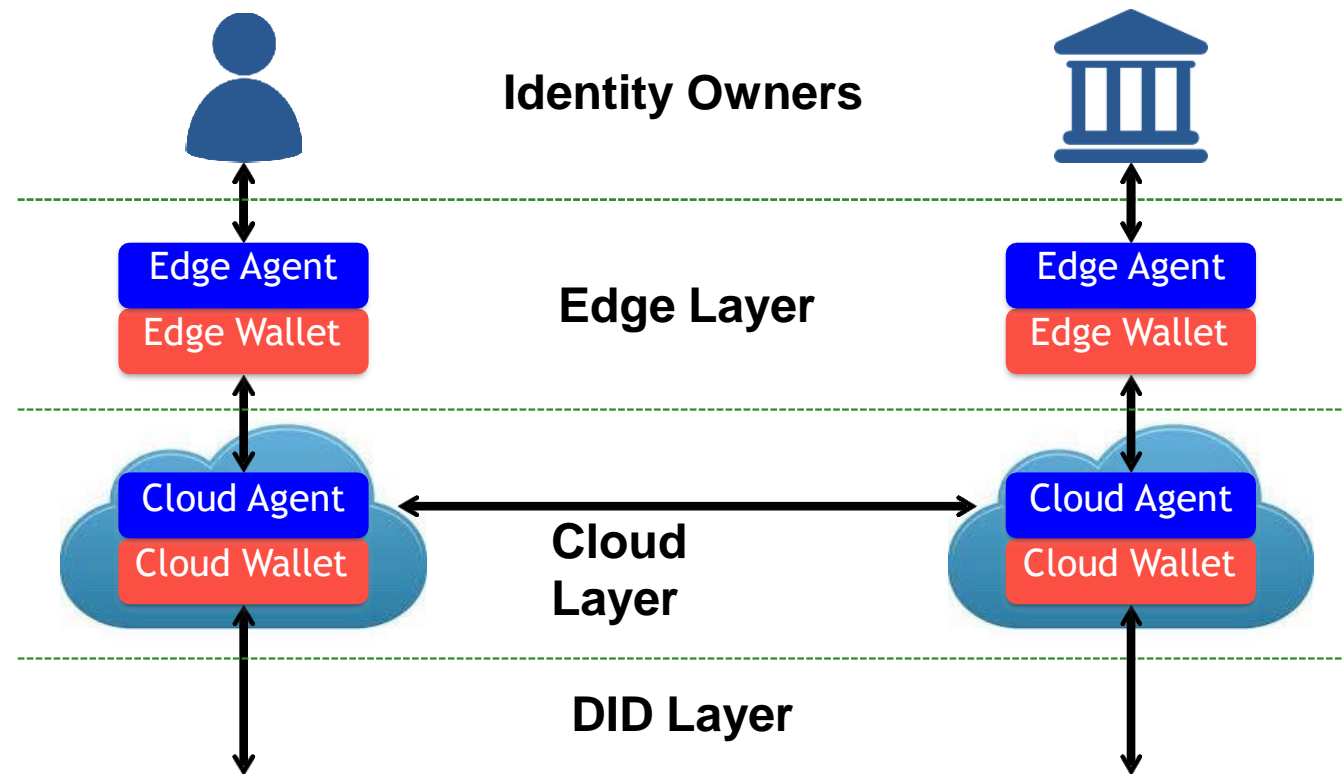 Identity Owners
Edge Agent
Edge Wallet
Edge Layer
Edge Agent
Edge Wallet
Cloud Agent
Cloud Wallet
Cloud
Layer
Cloud Agent
Cloud Wallet
DID Layer